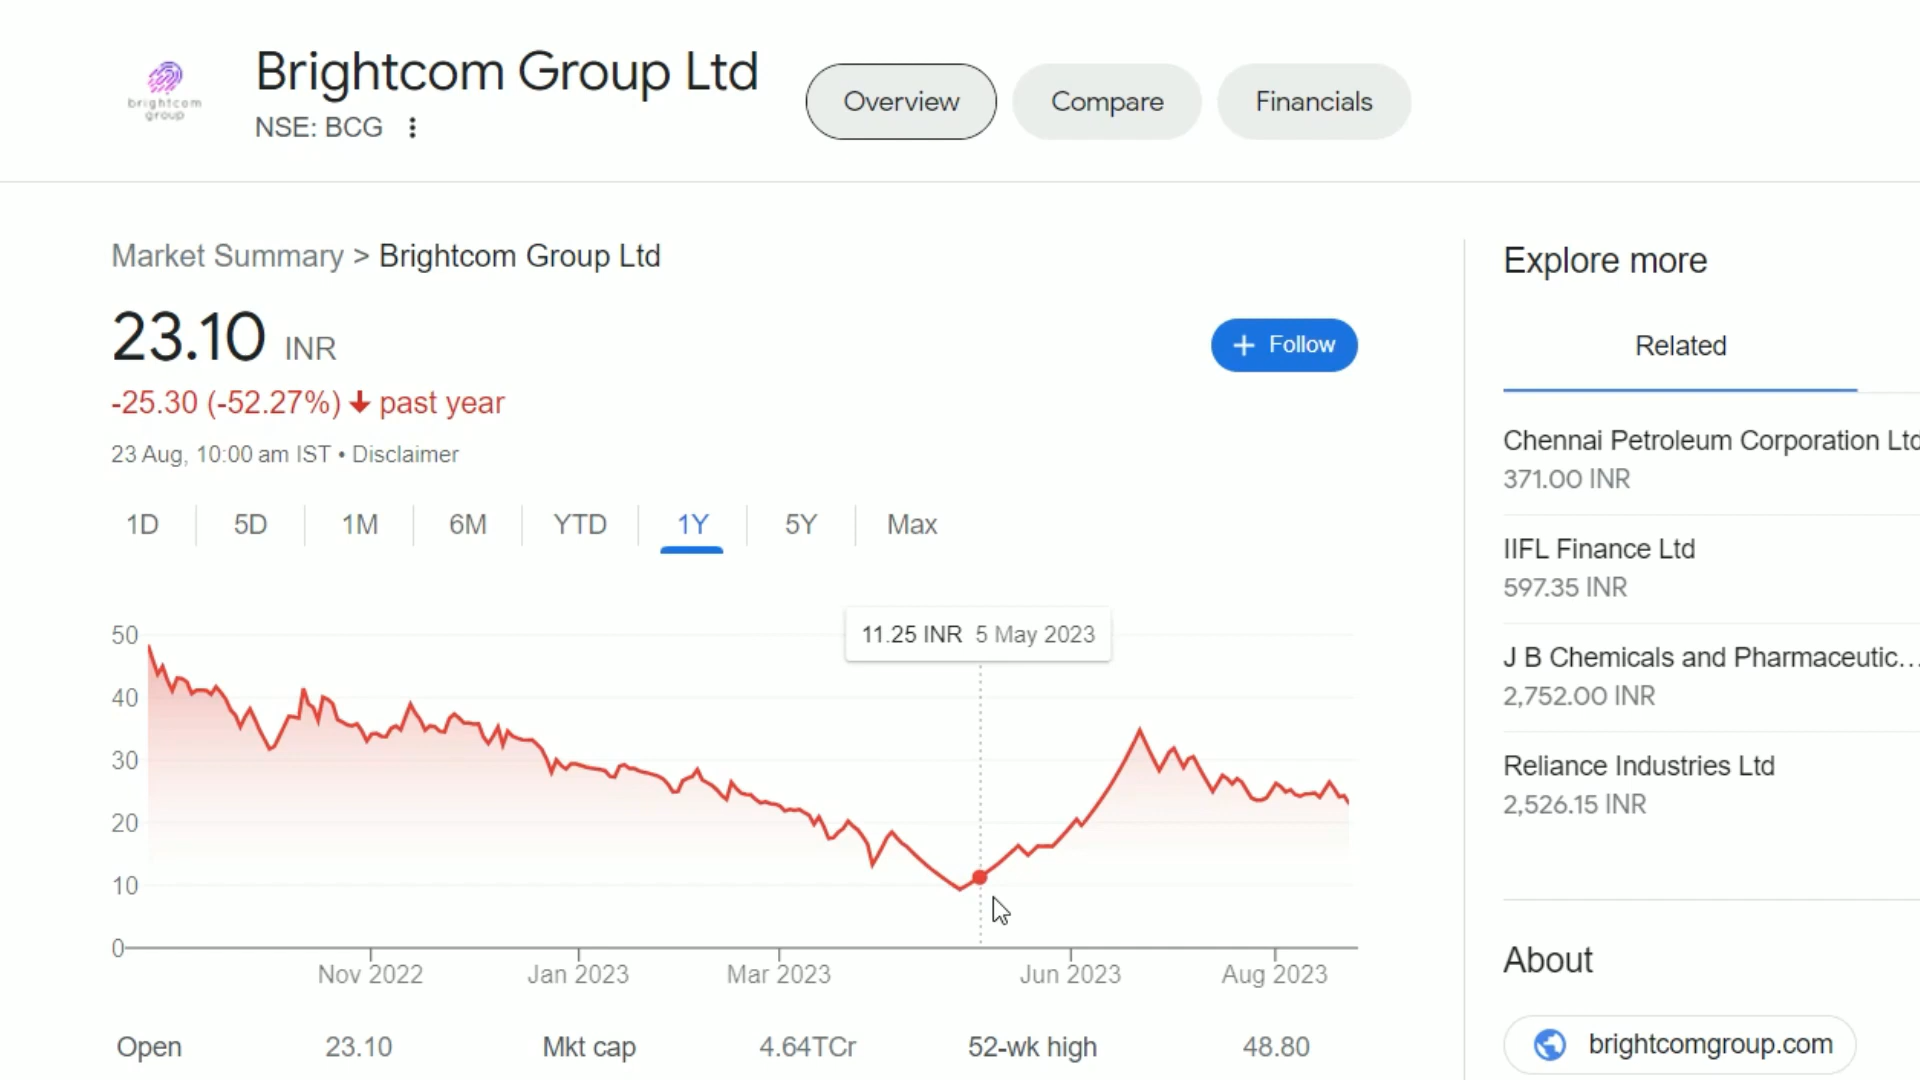 brightcom
group
Brightcom Group Ltd
NSE: BCG
Overview
Compare
Financials
Market Summary > Brightcom Group Ltd
23.10 INR
+ Follow
-25.30 (-52.27%) ↓ past year
23 Aug, 10:00 am IST • Disclaimer
1D 5D 1M 6M YTD 1Y 5Y Max
11.25 INR 5 May 2023
50
40
30
20
10
0
Nov 2022 Jan 2023 Mar 2023 Jun 2023 Aug 2023
Open 23.10 Mkt cap 4.64TCr 52-wk high 48.80
Explore more
Related
Chennai Petroleum Corporation Ltd
371.00 INR
IIFL Finance Ltd
597.35 INR
J B Chemicals and Pharmaceutic...
2,752.00 INR
Reliance Industries Ltd
2,526.15 INR
About
brightcomgroup.com